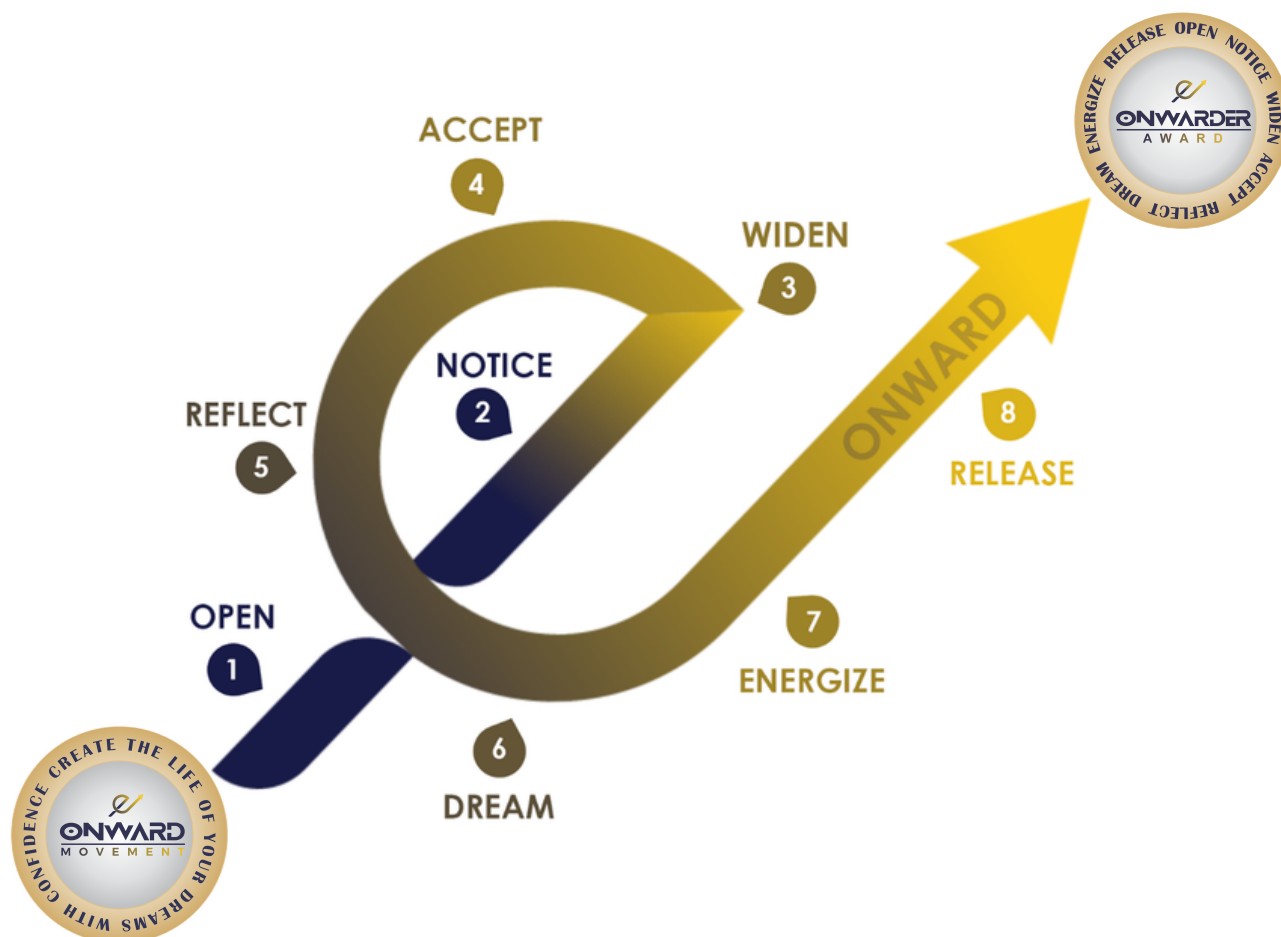 ENERGIZE RELEASE OPEN NOTICE WIDEN ACCEPT REFLECT DREAM
ONWARDER
AWARD
ACCEPT
4
WIDEN
3
NOTICE
2
ONWARD
REFLECT
5
8
RELEASE
OPEN
1
7
ENERGIZE
6
DREAM
CREATE THE LIFE OF YOUR DREAMS WITH CONFIDENCE
ONWARD
MOVEMENT